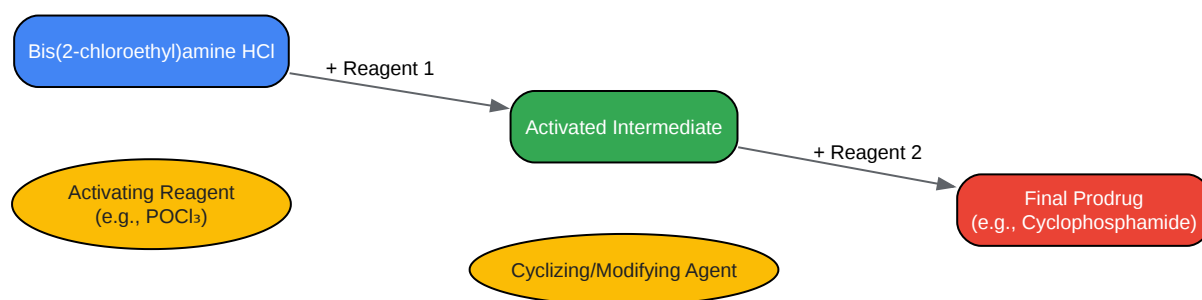 Bis(2-chloroethyl)amine HCl
+ Reagent 1
Activated Intermediate
+ Reagent 2
Final Prodrug
(e.g., Cyclophosphamide)
Activating Reagent
(e.g., POCl₃)
Cyclizing/Modifying Agent